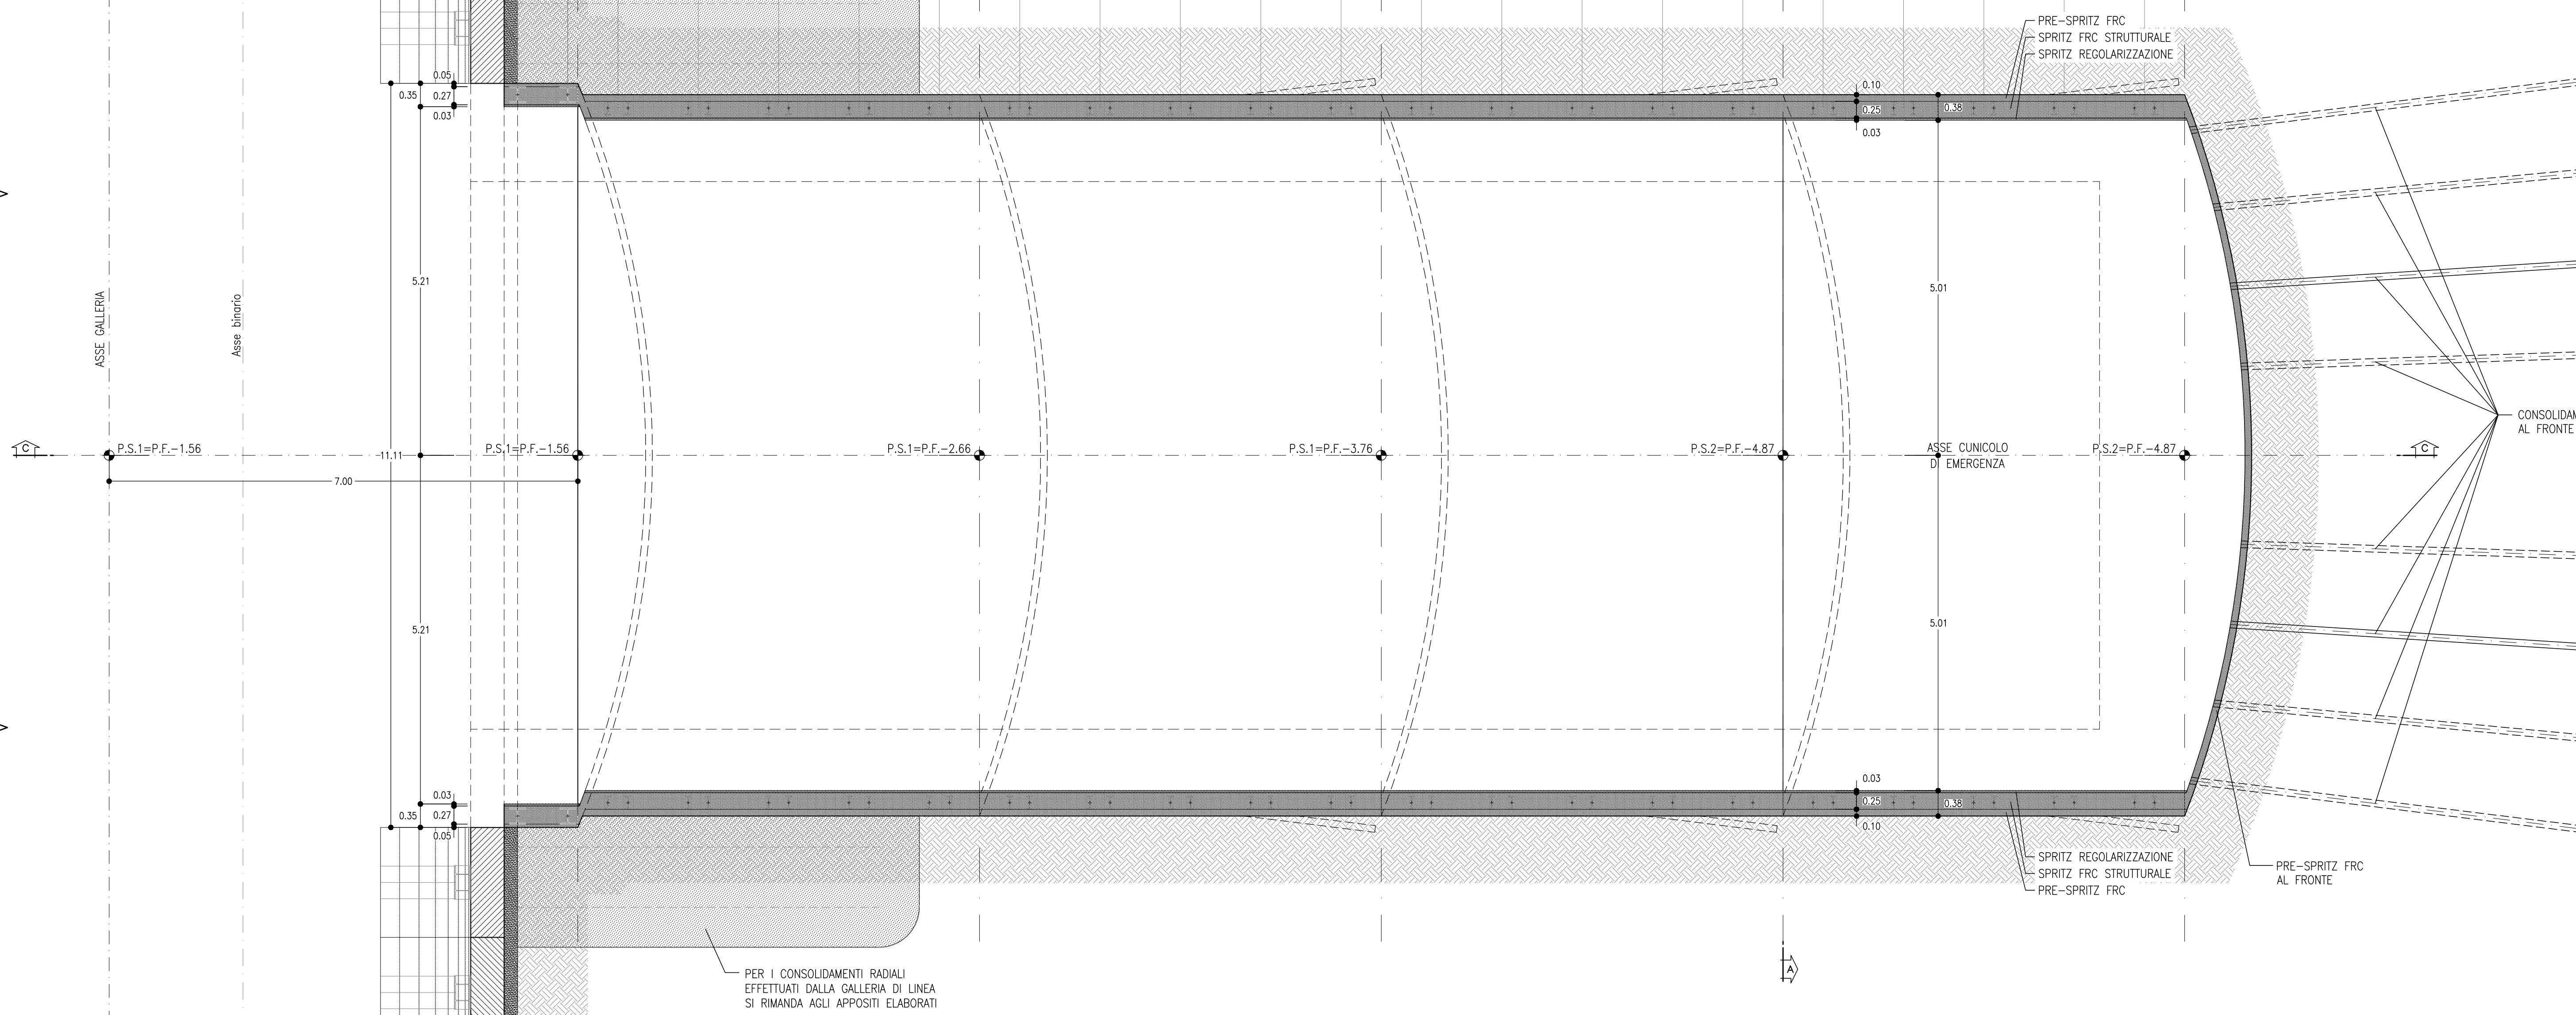 PRE-SPRITZ FRC
SPRITZ FRC STRUTTURALE
SPRITZ REGOLARIZZAZIONE
0.05
0.35
0.27
0.03
0.10
0.25
0.38
0.03
5.21
5.01
ASSE GALLERIA
Asse binario
C
P.S.1=P.F.-1.56
11.11
P.S.1=P.F.-1.56
P.S.1=P.F.-2.66
P.S.1=P.F.-3.76
P.S.2=P.F.-4.87
ASSE CUNICOLO
DI EMERGENZA
P.S.2=P.F.-4.87
C
AL FRONTE
7.00
5.21
5.01
0.03
0.35
0.27
0.05
0.03
0.25
0.38
0.10
SPRITZ REGOLARIZZAZIONE
SPRITZ FRC STRUTTURALE
PRE-SPRITZ FRC
PRE-SPRITZ FRC
AL FRONTE
A
PER I CONSOLIDAMENTI RADIALI
EFFETTUATI DALLA GALLERIA DI LINEA
SI RIMANDA AGLI APPOSITI ELABORATI